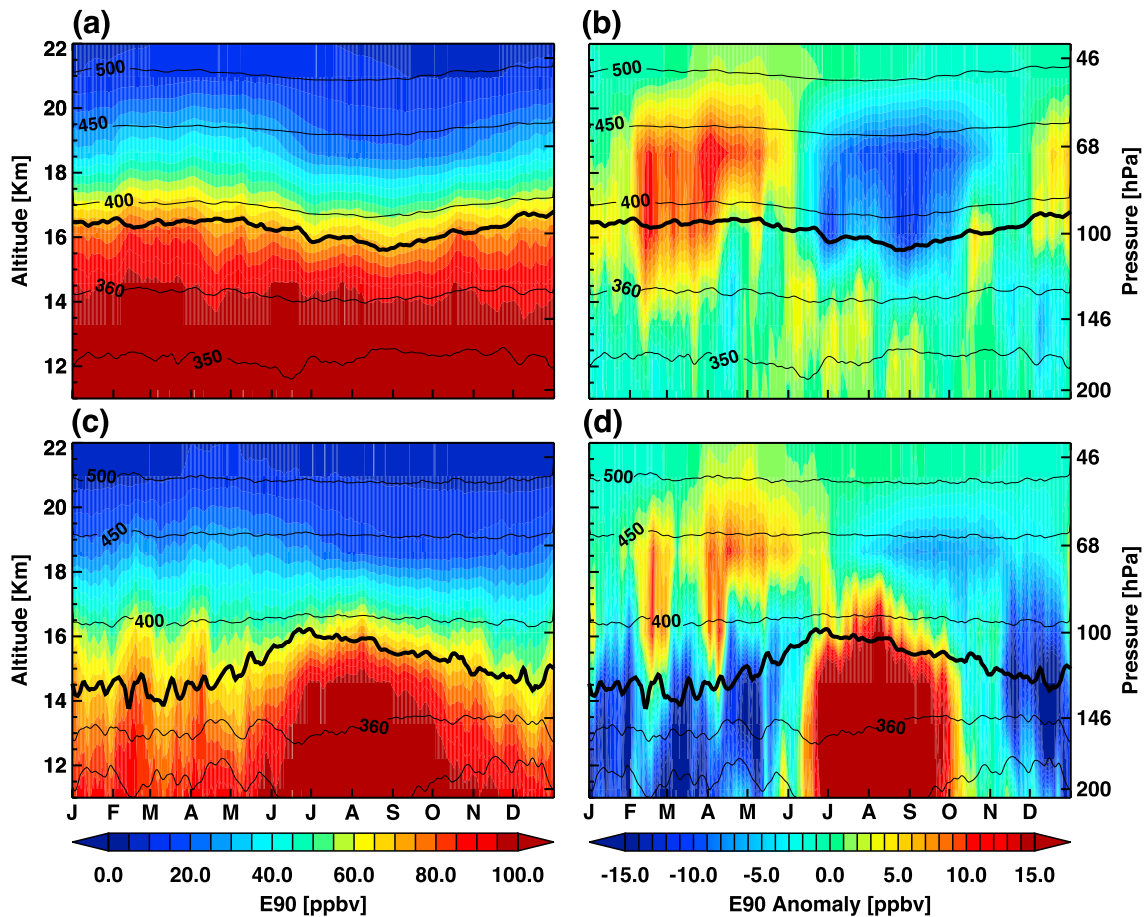 (a) (b)
22 500 500 46
20
450 450 68
18
400 400
16 100
360 360
14 146
350 350
12 200
Altitude [Km] Pressure [hPa]
(c) (d)
22 500 500 46
20
450 450 68
18
400 400
16 100
14 146
360 360
12 200
Altitude [Km] Pressure [hPa]
J F M A M J J A S O N D J F M A M J J A S O N D
0.0 20.0 40.0 60.0 80.0 100.0 -15.0 -10.0 -5.0 0.0 5.0 10.0 15.0
E90 [ppbv] E90 Anomaly [ppbv]